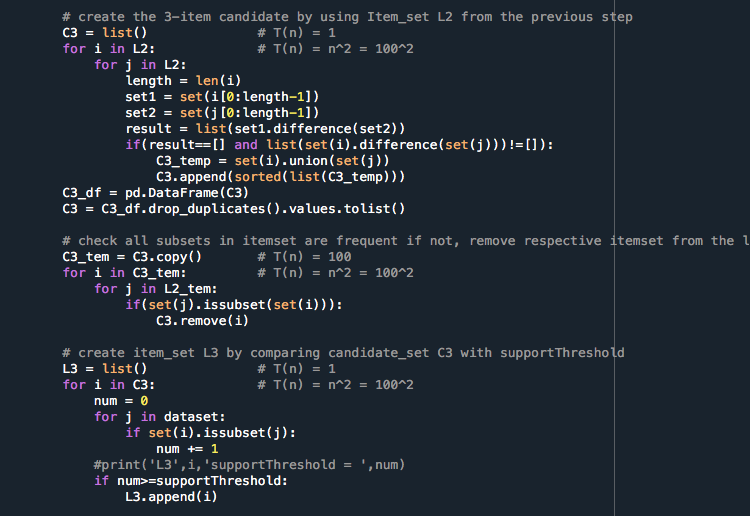 # create the 3-item candidate by using Item_set L2 from the previous step
C3 = list()              # T(n) = 1
for i in L2:             # T(n) = n^2 = 100^2
    for j in L2:
        length = len(i)
        set1 = set(i[0:length-1])
        set2 = set(j[0:length-1])
        result = list(set1.difference(set2))
        if(result==[] and list(set(i).difference(set(j)))!=[]):
            C3_temp = set(i).union(set(j))
            C3.append(sorted(list(C3_temp)))
C3_df = pd.DataFrame(C3)
C3 = C3_df.drop_duplicates().values.tolist()

# check all subsets in itemset are frequent if not, remove respective itemset from the l
C3_tem = C3.copy()       # T(n) = 100
for i in C3_tem:         # T(n) = n^2 = 100^2
    for j in L2_tem:
        if(set(j).issubset(set(i))):
            C3.remove(i)

# create item_set L3 by comparing candidate_set C3 with supportThreshold
L3 = list()              # T(n) = 1
for i in C3:             # T(n) = n^2 = 100^2
    num = 0
    for j in dataset:
        if set(i).issubset(j):
            num += 1
    #print('L3',i,'supportThreshold = ',num)
    if num>=supportThreshold:
        L3.append(i)